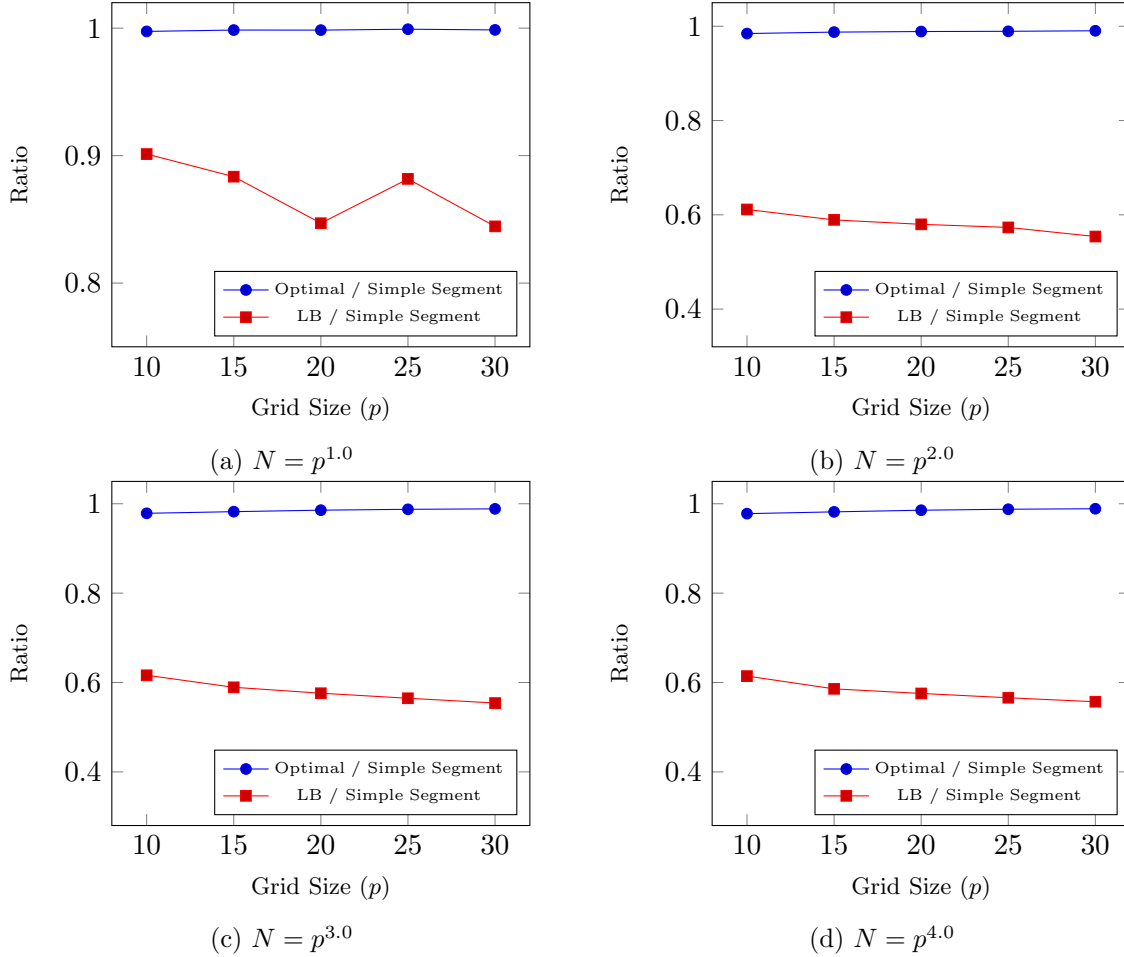 1
0.9
0.8
Ratio
Optimal / Simple Segment
LB / Simple Segment
10 15 20 25 30
Grid Size (p)
(a) N = p^{1.0}
1
0.8
0.6
0.4
Ratio
Optimal / Simple Segment
LB / Simple Segment
10 15 20 25 30
Grid Size (p)
(b) N = p^{2.0}
1
0.8
0.6
0.4
Ratio
Optimal / Simple Segment
LB / Simple Segment
10 15 20 25 30
Grid Size (p)
(c) N = p^{3.0}
1
0.8
0.6
0.4
Ratio
Optimal / Simple Segment
LB / Simple Segment
10 15 20 25 30
Grid Size (p)
(d) N = p^{4.0}